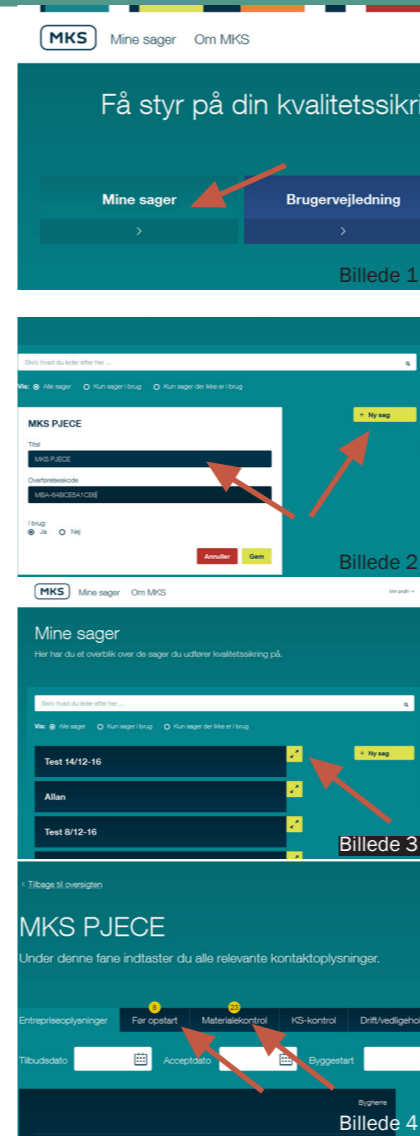 MKS Mine sager Om MKS
Få styr på din kvalitetssikri
Mine sager Brugervejledning
Billede 1
Skriv hvad du leder efter her ...
Vis: Alle sager Kun sager i brug Kun sager der ikke er i brug
+ Ny sag
MKS PJECE
Titel
MKS PJECE
Overførelseskode
I brug
Ja Nej
Annuller Gem
Billede 2
MKS Mine sager Om MKS Min profil
Mine sager
Her har du et overblik over de sager du udfører kvalitetssikring på.
Skriv hvad du leder efter her ...
Vis: Alle sager Kun sager i brug Kun sager der ikke er i brug
Test 14/12-16
+ Ny sag
Allan
Test 8/12-16
Billede 3
< Tilbage til oversigten
MKS PJECE
Under denne fane indtaster du alle relevante kontaktoplysninger.
23
Entrepriseoplysninger Før opstart Materialekontrol KS-kontrol Drift/vedligehol
Tilbudsdato Acceptdato Byggestart
Bygherre
Billede 4